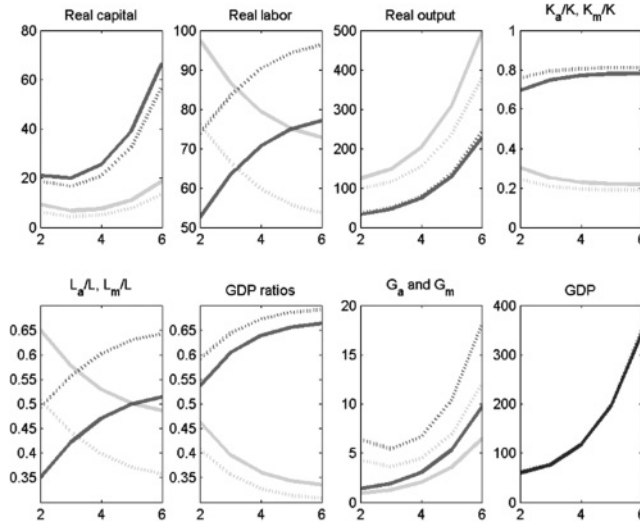 Real capital
Real labor
Real output
Kₐ/K, Kₘ/K
80
60
40
20
0
2 4 6
100
90
80
70
60
50
2 4 6
500
400
300
200
100
0
2 4 6
1
0.8
0.6
0.4
0.2
0
2 4 6
Lₐ/L, Lₘ/L
GDP ratios
Gₐ and Gₘ
GDP
0.65
0.6
0.55
0.5
0.45
0.4
0.35
2 4 6
0.65
0.6
0.55
0.5
0.45
0.4
0.35
2 4 6
20
15
10
5
0
2 4 6
400
300
200
100
0
2 4 6